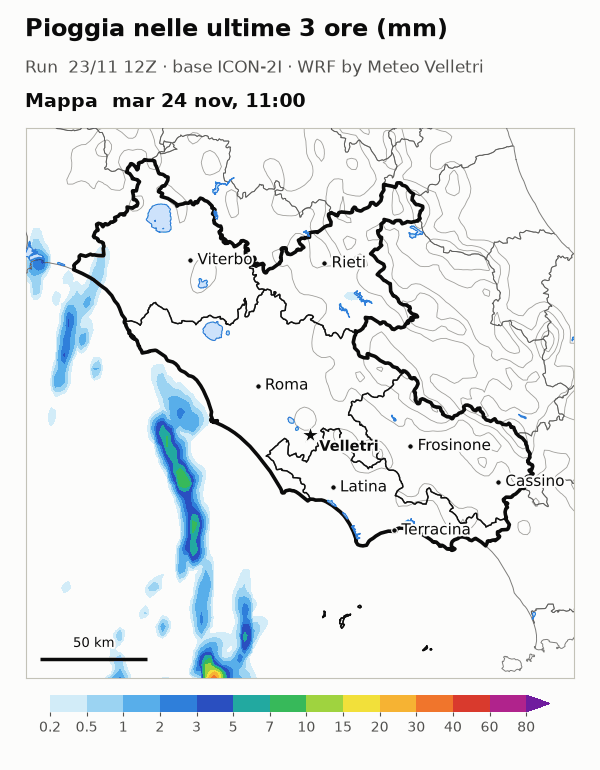 Pioggia nelle ultime 3 ore (mm)
Run  23/11 12Z · base ICON-2I · WRF by Meteo Velletri
Mappa  mar 24 nov, 11:00
Viterbo
Rieti
Roma
Velletri
Frosinone
Latina
Cassino
Terracina
50 km
0.2 0.5 1 2 3 5 7 10 15 20 30 40 60 80